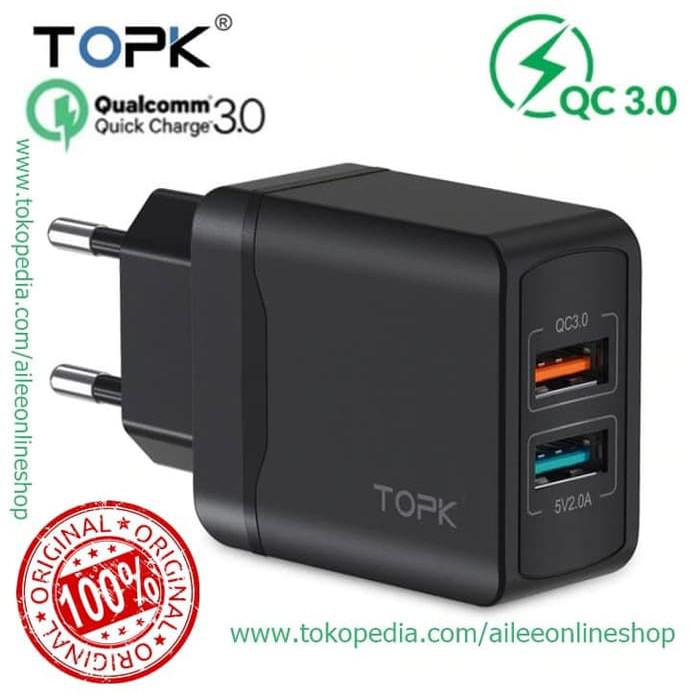 TOPK®
Qualcomm
Quick Charge 3.0
QC 3.0
www.tokopedia.com/aileeonlineshop
QC3.0
5V2.0A
TOPK
ORIGINAL ★ ORIGINAL
100%
ORIGINAL ★ ORIGINAL
www.tokopedia.com/aileeonlineshop